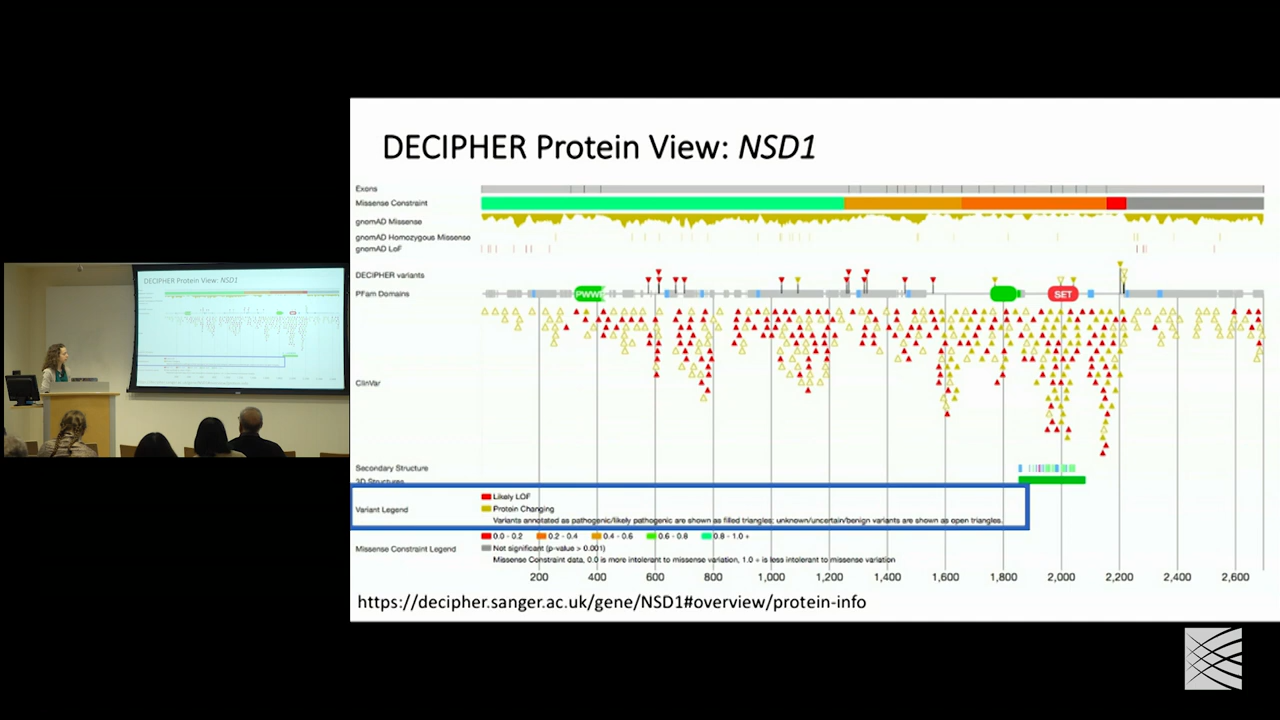 DECIPHER Protein View: NSD1
Exons
Missense Constraint
gnomAD Missense
gnomAD Homozygous Missense
gnomAD LoF
DECIPHER variants
PFam Domains
PWWP
SET
ClinVar
Secondary Structure
3D Structures
Variant Legend
Likely LOF
Protein Changing
Variants annotated as pathogenic/likely pathogenic are shown as filled triangles; unknown/uncertain/benign variants are shown as open triangles.
Missense Constraint Legend
0.0 - 0.2 0.2 - 0.4 0.4 - 0.6 0.6 - 0.8 0.8 - 1.0 +
Not significant (p-value > 0.001)
Missense Constraint data, 0.0 is more intolerant to missense variation, 1.0 + is less intolerant to missense variation
200 400 600 800 1,000 1,200 1,400 1,600 1,800 2,000 2,200 2,400 2,600
https://decipher.sanger.ac.uk/gene/NSD1#overview/protein-info
DECIPHER Protein View: NSD1